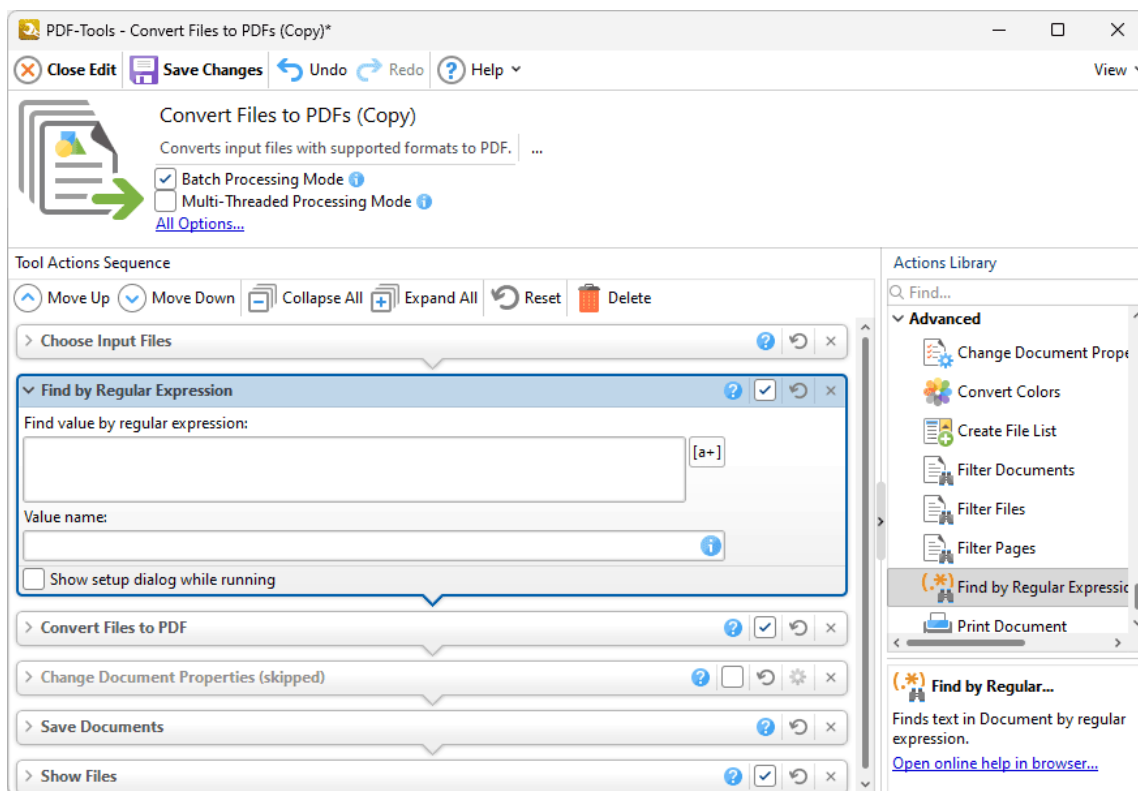 PDF-Tools - Convert Files to PDFs (Copy)*
Close Edit Save Changes Undo Redo ? Help View
Convert Files to PDFs (Copy)
Converts input files with supported formats to PDF. ...
Batch Processing Mode i
Multi-Threaded Processing Mode i
All Options...
Tool Actions Sequence
Move Up Move Down Collapse All Expand All Reset Delete
Choose Input Files ?
Find by Regular Expression ?
Find value by regular expression:
[a+]
Value name:
i
Show setup dialog while running
Convert Files to PDF ?
Change Document Properties (skipped) ?
Save Documents ?
Show Files ?
Actions Library
Find...
Advanced
Change Document Prope
Convert Colors
Create File List
Filter Documents
Filter Files
Filter Pages
(.*) Find by Regular Expressic
Print Document
(.*) Find by Regular...
Finds text in Document by regular
expression.
Open online help in browser...